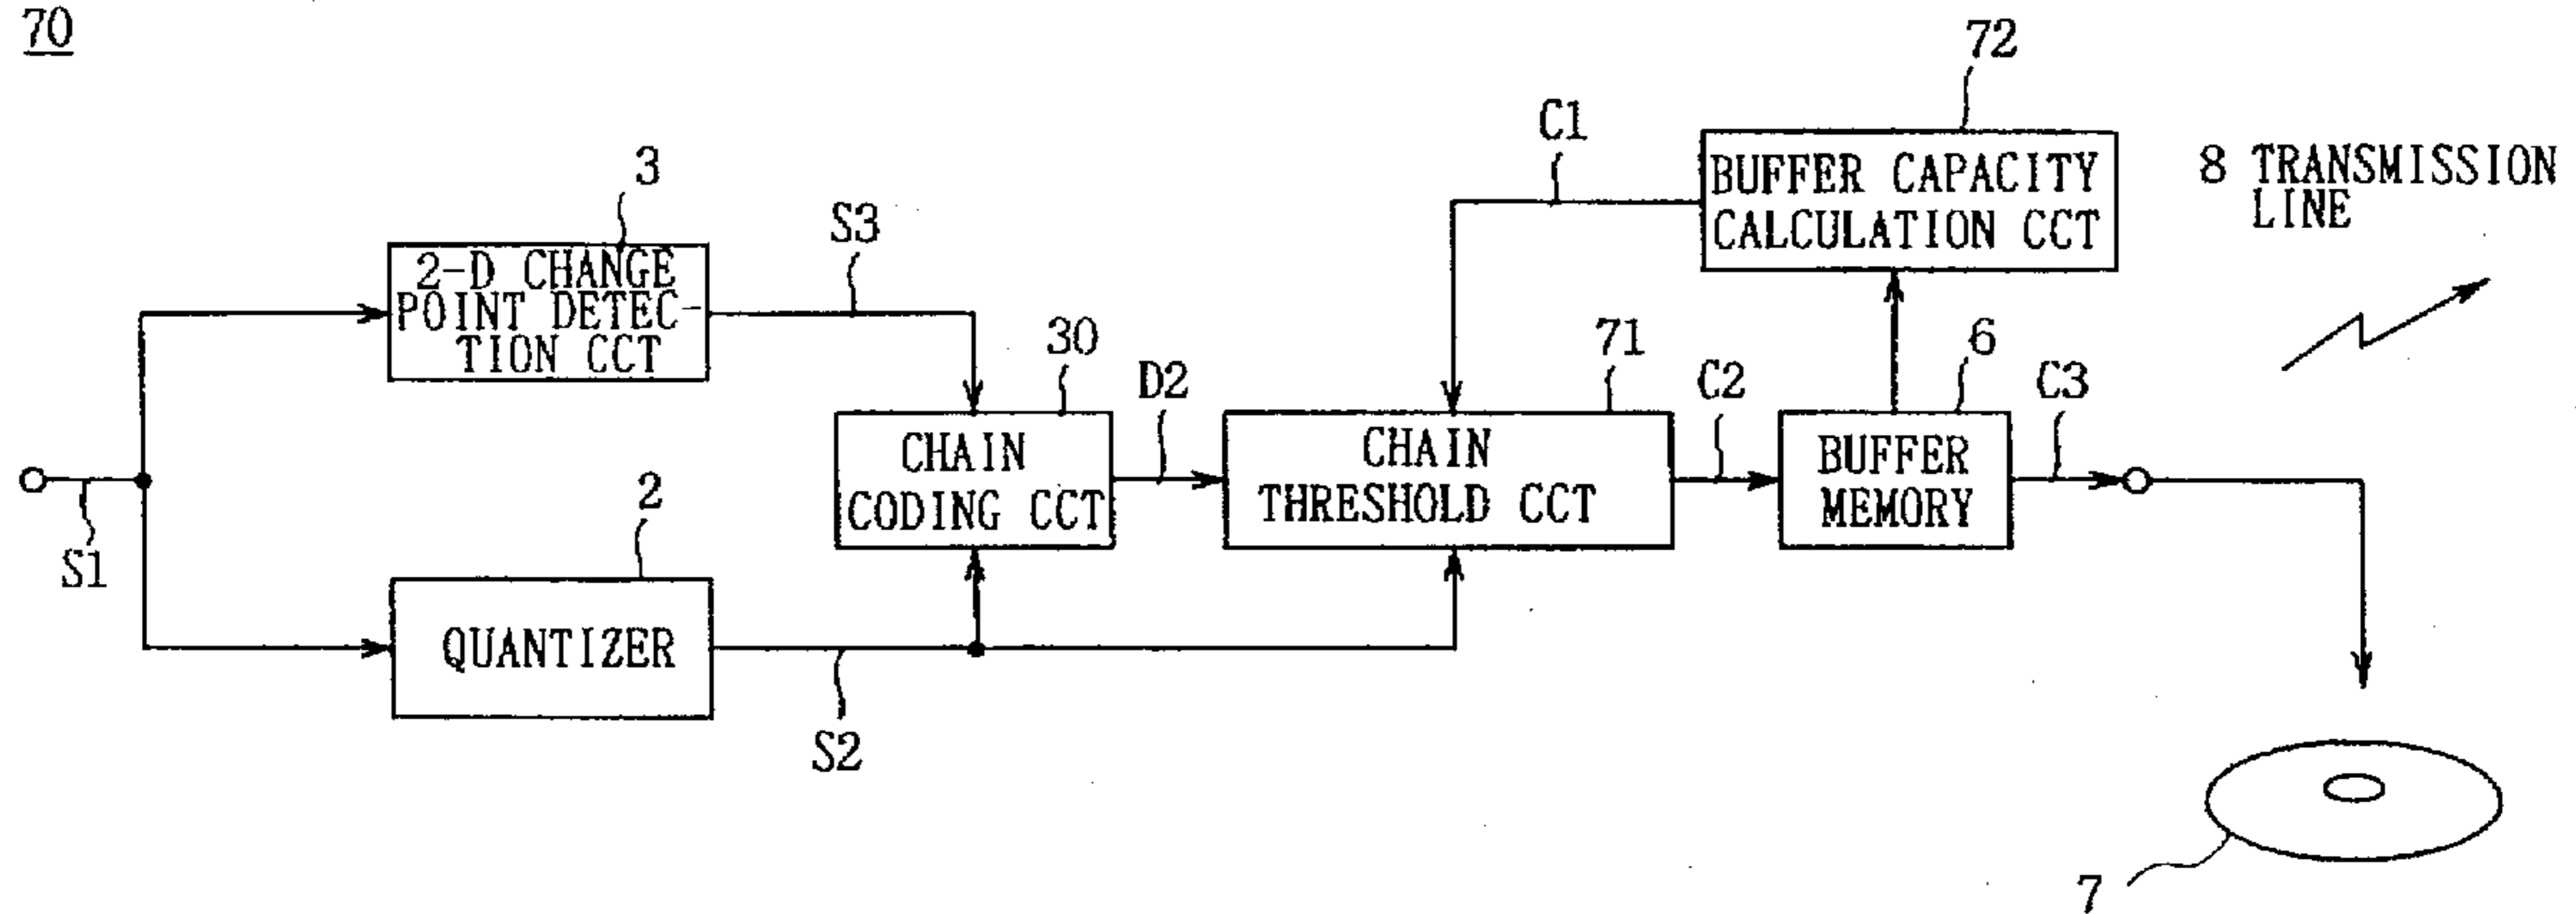 70
72
C1
BUFFER CAPACITY
CALCULATION CCT
8 TRANSMISSION
LINE
3
S3
2-D CHANGE
POINT DETEC-
TION CCT
30
D2
71
C2
6
C3
CHAIN
CODING CCT
CHAIN
THRESHOLD CCT
BUFFER
MEMORY
S1
2
QUANTIZER
S2
7